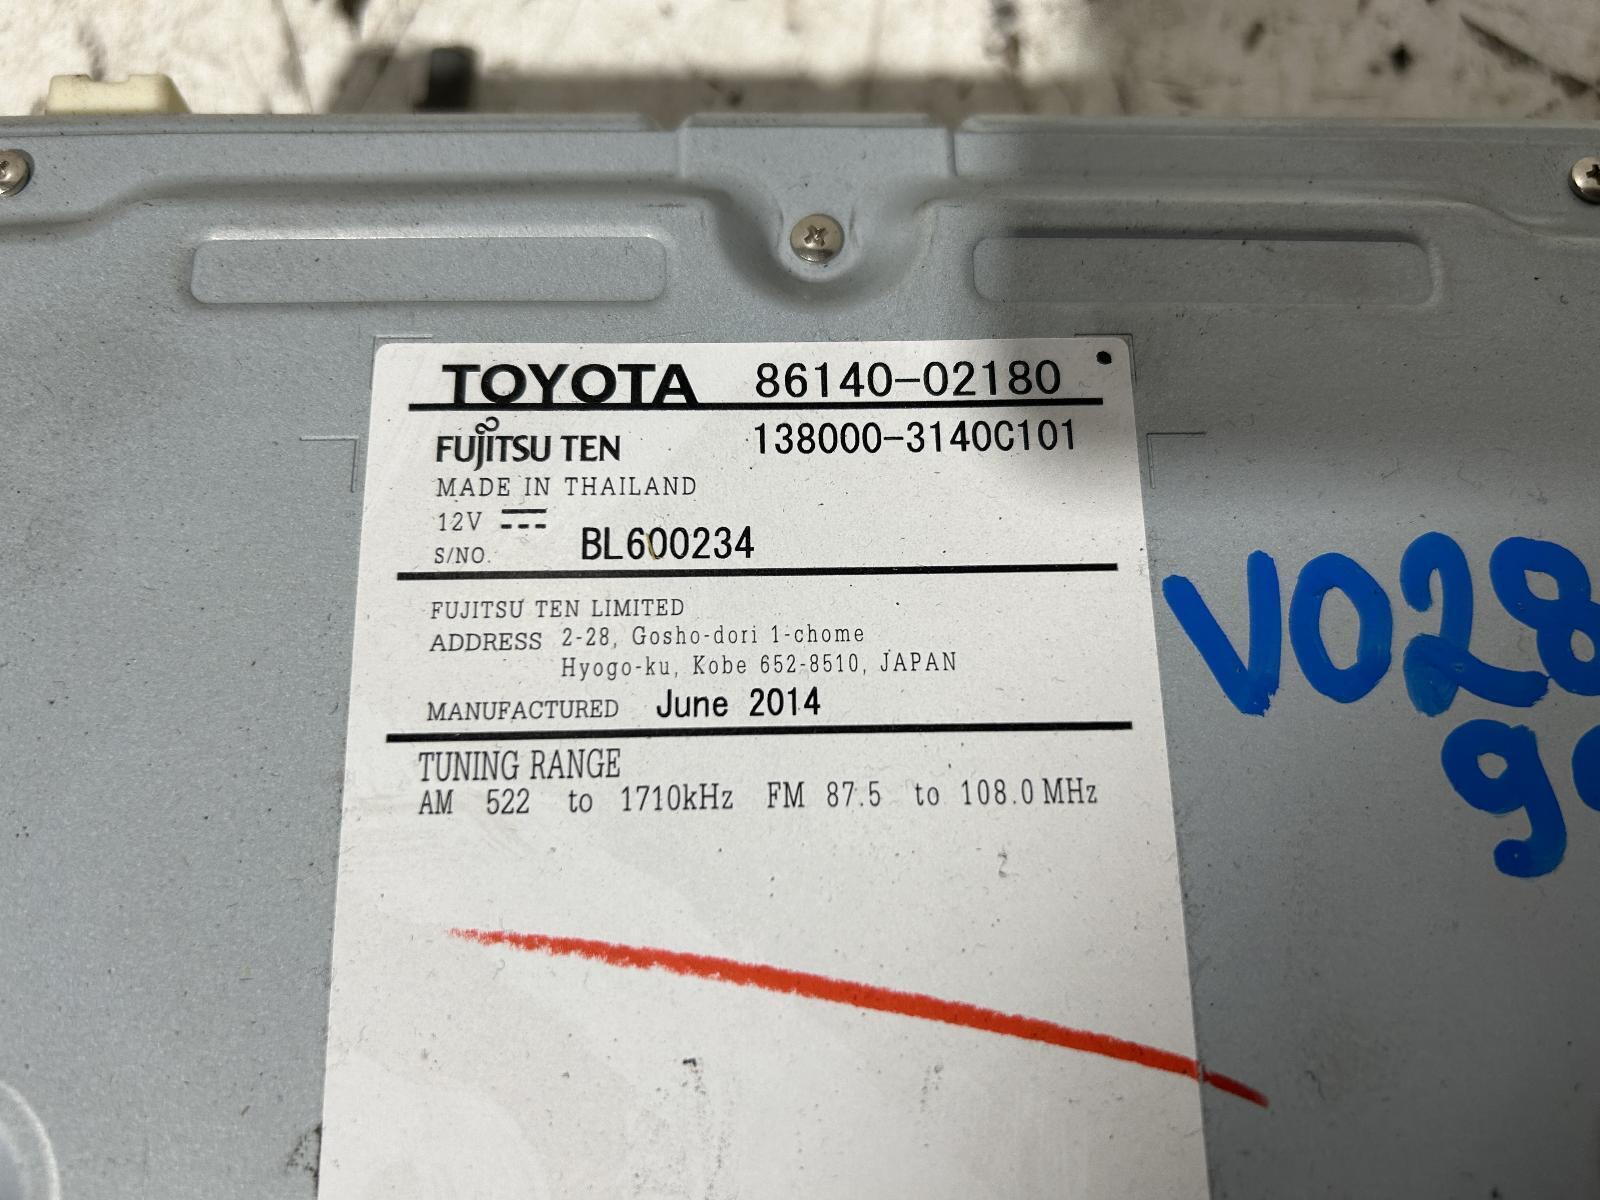 TOYOTA 86140-02180
FUJITSU TEN 138000-3140C101
MADE IN THAILAND
12V
S/NO. BL600234
FUJITSU TEN LIMITED
ADDRESS 2-28, Gosho-dori 1-chome
Hyogo-ku, Kobe 652-8510, JAPAN
MANUFACTURED June 2014
TUNING RANGE
AM 522 to 1710kHz FM 87.5 to 108.0MHz
V028